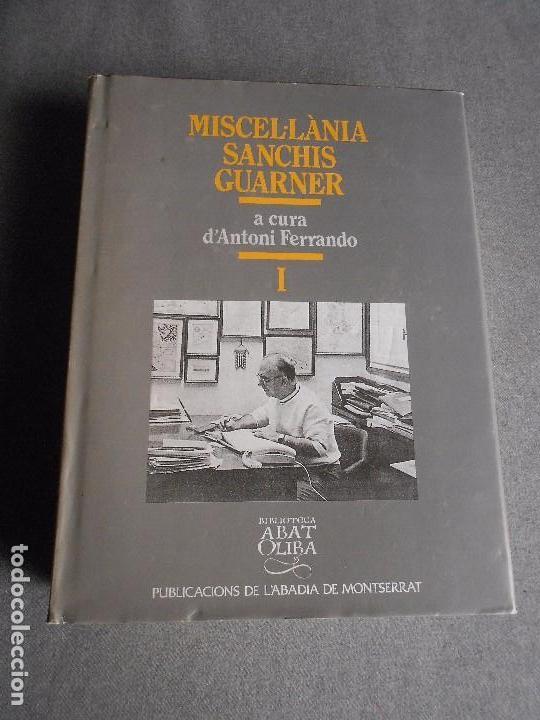 MISCEL·LÀNIA
SANCHIS
GUARNER
a cura
d'Antoni Ferrando
I
BIBLIOTECA
ABAT
OLIBA
PUBLICACIONS DE L'ABADIA DE MONTSERRAT
todocoleccion